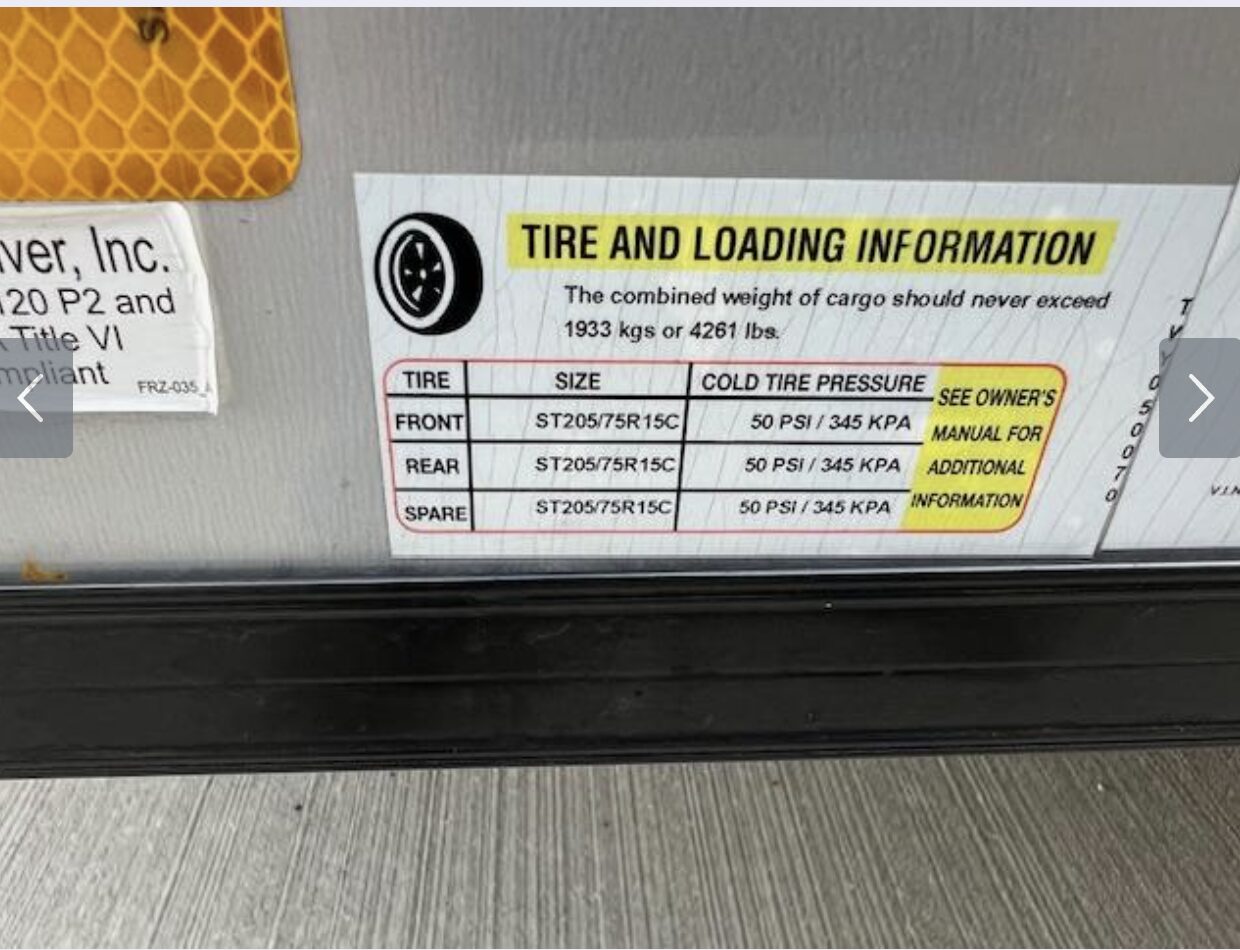 iver, Inc.
120 P2 and
Title VI
mpliant
FRZ-035
TIRE AND LOADING INFORMATION
The combined weight of cargo should never exceed
1933 kgs or 4261 lbs.
TIRE SIZE COLD TIRE PRESSURE
FRONT ST205/75R15C 50 PSI / 345 KPA
REAR ST205/75R15C 50 PSI / 345 KPA
SPARE ST205/75R15C 50 PSI / 345 KPA
SEE OWNER'S
MANUAL FOR
ADDITIONAL
INFORMATION
V.I.N